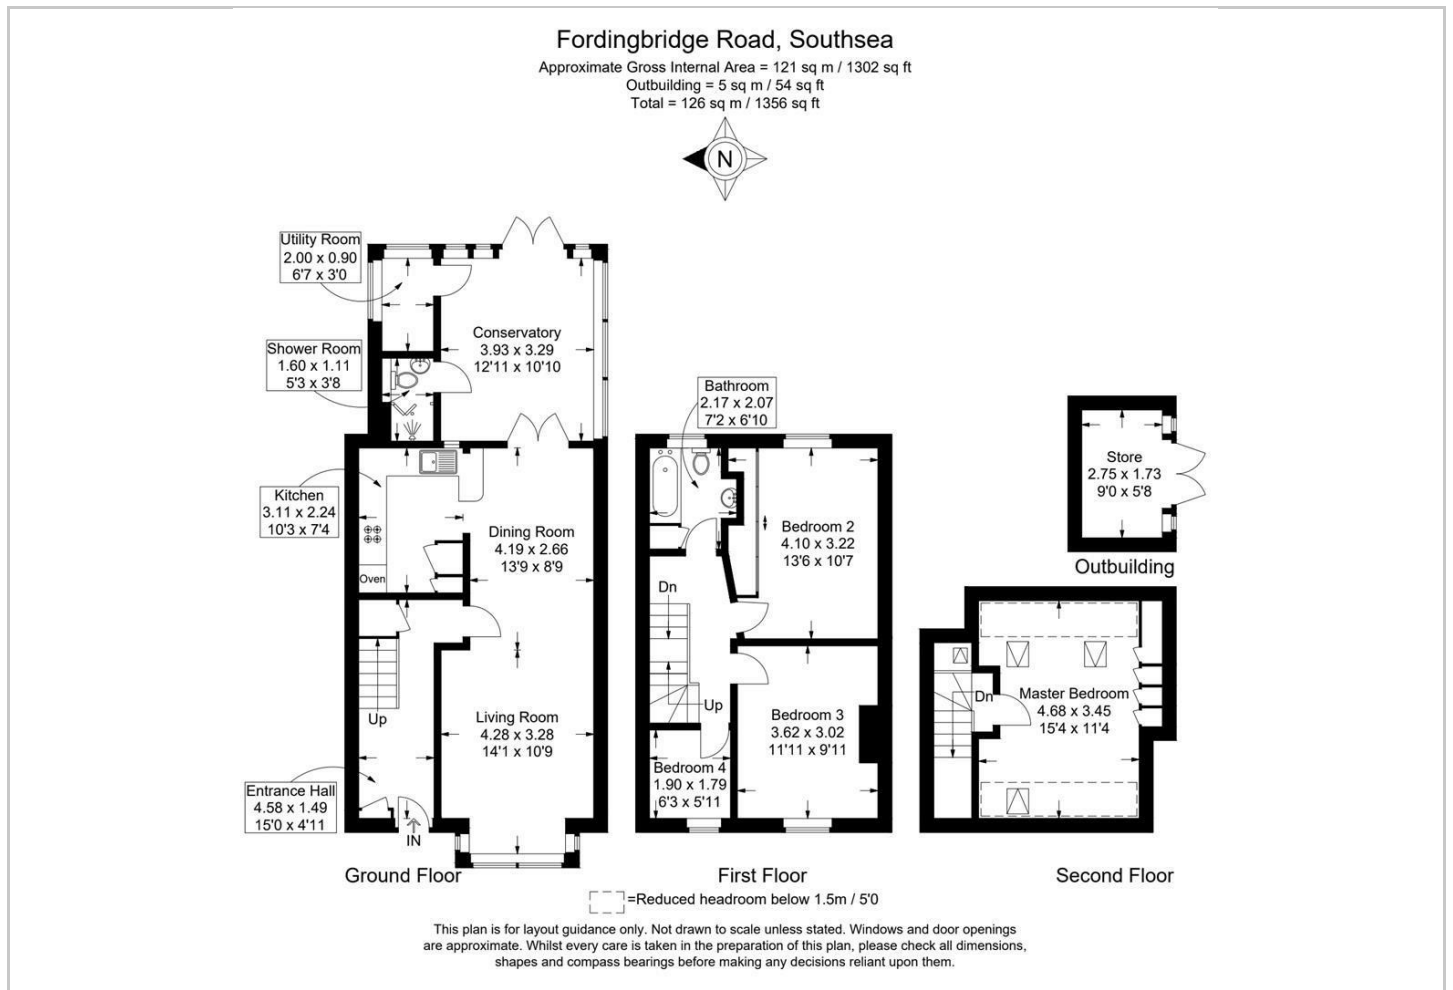 Fordingbridge Road, Southsea
Approximate Gross Internal Area = 121 sq m / 1302 sq ft
Outbuilding = 5 sq m / 54 sq ft
Total = 126 sq m / 1356 sq ft
N
Utility Room
2.00 x 0.90
6'7 x 3'0
Shower Room
1.60 x 1.11
5'3 x 3'8
Conservatory
3.93 x 3.29
12'11 x 10'10
Kitchen
3.11 x 2.24
10'3 x 7'4
Oven
Dining Room
4.19 x 2.66
13'9 x 8'9
Up
Living Room
4.28 x 3.28
14'1 x 10'9
Entrance Hall
4.58 x 1.49
15'0 x 4'11
IN
Ground Floor
Bathroom
2.17 x 2.07
7'2 x 6'10
Bedroom 2
4.10 x 3.22
13'6 x 10'7
Dn
Up
Bedroom 3
3.62 x 3.02
11'11 x 9'11
Bedroom 4
1.90 x 1.79
6'3 x 5'11
First Floor
Store
2.75 x 1.73
9'0 x 5'8
Outbuilding
Dn
Master Bedroom
4.68 x 3.45
15'4 x 11'4
Second Floor
=Reduced headroom below 1.5m / 5'0
This plan is for layout guidance only. Not drawn to scale unless stated. Windows and door openings
are approximate. Whilst every care is taken in the preparation of this plan, please check all dimensions,
shapes and compass bearings before making any decisions reliant upon them.